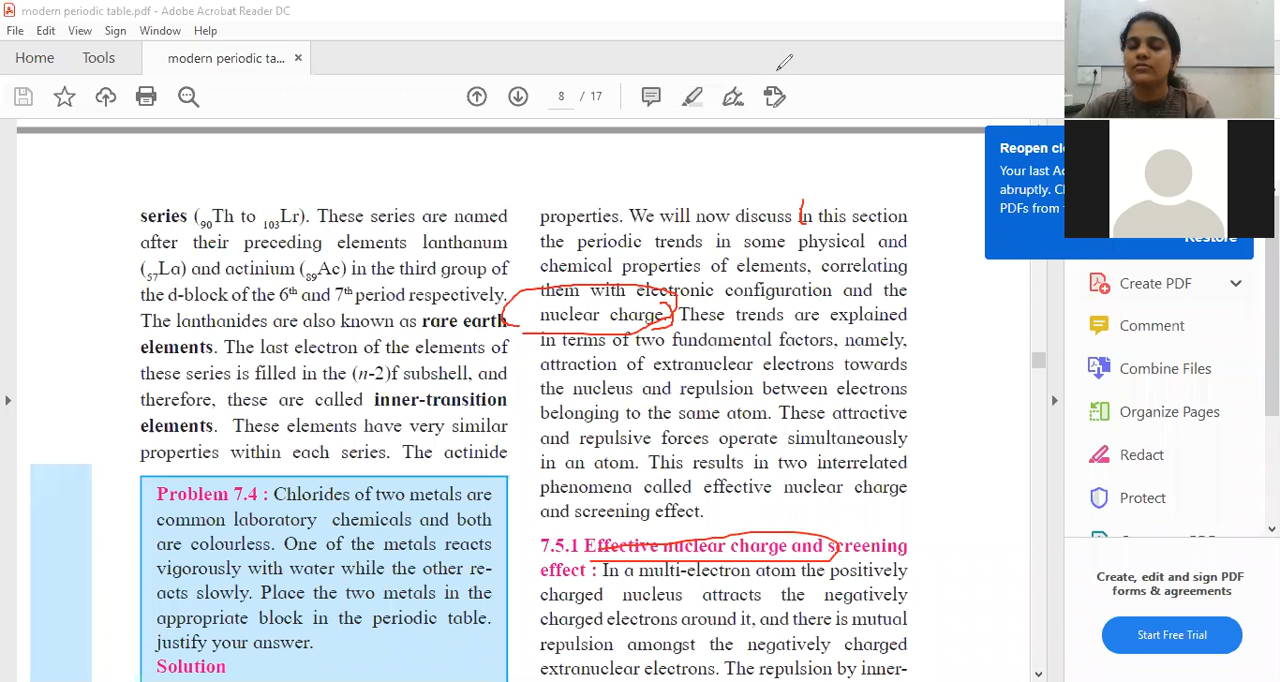 modern periodic table.pdf - Adobe Acrobat Reader DC
File Edit View Sign Window Help
Home Tools modern periodic ta... ×
8 / 17
series (90Th to 103Lr). These series are named
after their preceding elements lanthanum
(57La) and actinium (89Ac) in the third group of
the d-block of the 6th and 7th period respectively.
The lanthanides are also known as rare earth
elements. The last electron of the elements of
these series is filled in the (n-2)f subshell, and
therefore, these are called inner-transition
elements. These elements have very similar
properties within each series. The actinide
Problem 7.4 : Chlorides of two metals are
common laboratory chemicals and both
are colourless. One of the metals reacts
vigorously with water while the other re-
acts slowly. Place the two metals in the
appropriate block in the periodic table.
justify your answer.
Solution
properties. We will now discuss in this section
the periodic trends in some physical and
chemical properties of elements, correlating
them with electronic configuration and the
nuclear charge. These trends are explained
in terms of two fundamental factors, namely,
attraction of extranuclear electrons towards
the nucleus and repulsion between electrons
belonging to the same atom. These attractive
and repulsive forces operate simultaneously
in an atom. This results in two interrelated
phenomena called effective nuclear charge
and screening effect.
7.5.1 Effective nuclear charge and screening
effect : In a multi-electron atom the positively
charged nucleus attracts the negatively
charged electrons around it, and there is mutual
repulsion amongst the negatively charged
extranuclear electrons. The repulsion by inner-
Reopen cl
Your last Ac
abruptly.
PDFs from
Restore
Create PDF
Comment
Combine Files
Organize Pages
Redact
Protect
Create, edit and sign PDF
forms & agreements
Start Free Trial